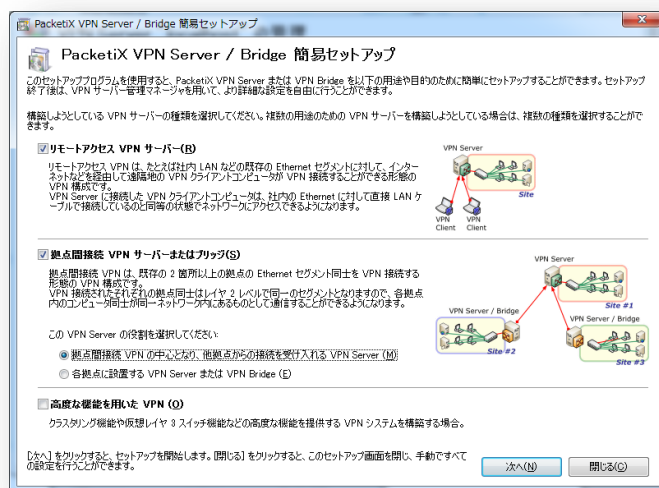 PacketiX VPN Server / Bridge 簡易セットアップ
PacketiX VPN Server / Bridge 簡易セットアップ
このセットアッププログラムを使用すると、PacketiX VPN Server または VPN Bridge を以下の用途や目的のために簡単にセットアップすることができます。セットアップ
終了後は、VPN サーバー管理マネージャを用いて、より詳細な設定を自由に行うことができます。
構築しようとしている VPN サーバーの種類を選択してください。複数の用途のための VPN サーバーを構築しようとしている場合は、複数の種類を選択することがで
きます。
リモートアクセス VPN サーバー(R)
リモートアクセス VPN は、たとえば社内 LAN などの既存の Ethernet セグメントに対して、インター
ネットなどを経由して遠隔地の VPN クライアントコンピュータが VPN 接続することができる形態の
VPN 構成です。
VPN Server に接続した VPN クライアントコンピュータは、社内の Ethernet に対して直接 LAN ケ
ーブルで接続しているのと同等の状態でネットワークにアクセスできるようになります。
VPN Server
Site
VPN Client
VPN Client
拠点間接続 VPN サーバーまたはブリッジ(S)
拠点間接続 VPN は、既存の 2 箇所以上の拠点の Ethernet セグメント同士を VPN 接続する
形態の VPN 構成です。
VPN 接続されたそれぞれの拠点同士はレイヤ 2 レベルで同一のセグメントとなりますので、各拠点
内のコンピュータ同士が同一ネットワーク内にあるものとして通信することができるようになります。
VPN Server
Site #1
VPN Server / Bridge
Site #2
VPN Server / Bridge
Site #3
この VPN Server の役割を選択してください:
拠点間接続 VPN の中心となり、他拠点からの接続を受け入れる VPN Server (M)
各拠点に設置する VPN Server または VPN Bridge (E)
高度な機能を用いた VPN (O)
クラスタリング機能や仮想レイヤ 3 スイッチ機能などの高度な機能を提供する VPN システムを構築する場合。
[次へ] をクリックすると、セットアップを開始します。[閉じる] をクリックすると、このセットアップ画面を閉じ、手動ですべて
の設定を行うことができます。
次へ(N)
閉じる(C)